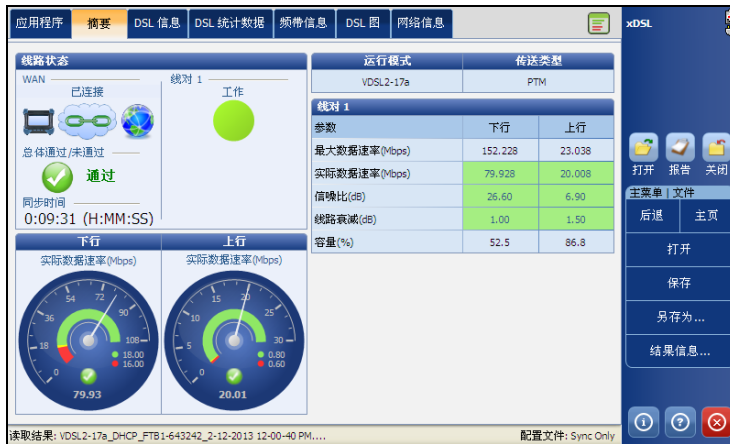 应用程序 摘要 DSL 信息 DSL 统计数据 频带信息 DSL 图 网络信息
xDSL
线路状态
WAN
已连接
线对 1
工作
总体通过/未通过
通过
同步时间
0:09:31 (H:MM:SS)
运行模式 传送类型
VDSL2-17a PTM
线对 1
参数 下行 上行
最大数据速率(Mbps) 152.228 23.038
实际数据速率(Mbps) 79.928 20.008
信噪比(dB) 26.60 6.90
线路衰减(dB) 1.00 1.50
容量(%) 52.5 86.8
下行
实际数据速率(Mbps)
0 18 36 54 72 90 108
18.00
16.00
79.93
上行
实际数据速率(Mbps)
0 5 10 15 20 25 30
0.80
0.60
20.01
打开 报告 关闭
主菜单 | 文件
后退 主页
打开
保存
另存为...
结果信息...
读取结果: VDSL2-17a_DHCP_FTB1-643242_2-12-2013 12-00-40 PM....
配置文件: Sync Only